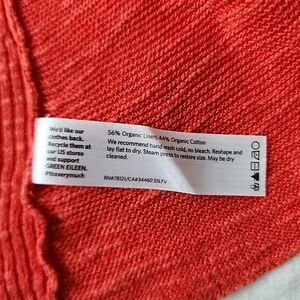 We'd like our
clothes back.
Recycle them at
our US stores
and support
GREEN EILEEN.
#thxverymuch
56% Organic Linen, 44% Organic Cotton
We recommend hand wash cold, no bleach. Reshape and
lay flat to dry. Steam press to restore size. May be dry
cleaned.
RN#78121/CA#34460 SSLFV